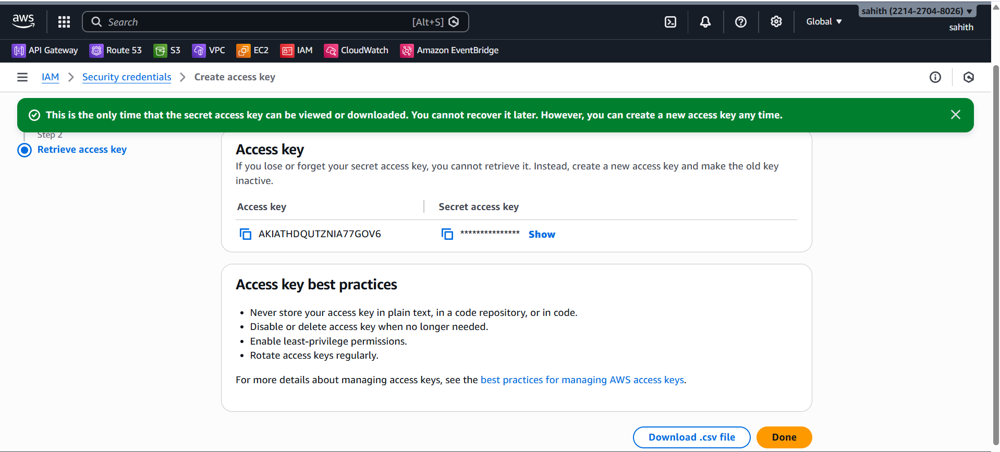 sahith (2214-2704-8026)
aws
Search
[Alt+S]
Global
sahith
API Gateway
Route 53
S3
VPC
EC2
IAM
CloudWatch
Amazon EventBridge
IAM
Security credentials
Create access key
This is the only time that the secret access key can be viewed or downloaded. You cannot recover it later. However, you can create a new access key any time.
Step 2
Retrieve access key
Access key
If you lose or forget your secret access key, you cannot retrieve it. Instead, create a new access key and make the old key
inactive.
Access key
Secret access key
AKIATHDQUTZNIA77GOV6
***************
Show
Access key best practices
• Never store your access key in plain text, in a code repository, or in code.
• Disable or delete access key when no longer needed.
• Enable least-privilege permissions.
• Rotate access keys regularly.
For more details about managing access keys, see the best practices for managing AWS access keys.
Download .csv file
Done